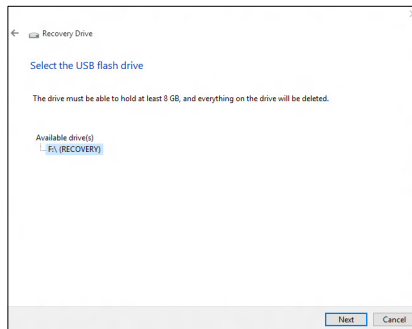 Recovery Drive
Select the USB flash drive
The drive must be able to hold at least 8 GB, and everything on the drive will be deleted.
Available drive(s)
F:\ (RECOVERY)
Next Cancel